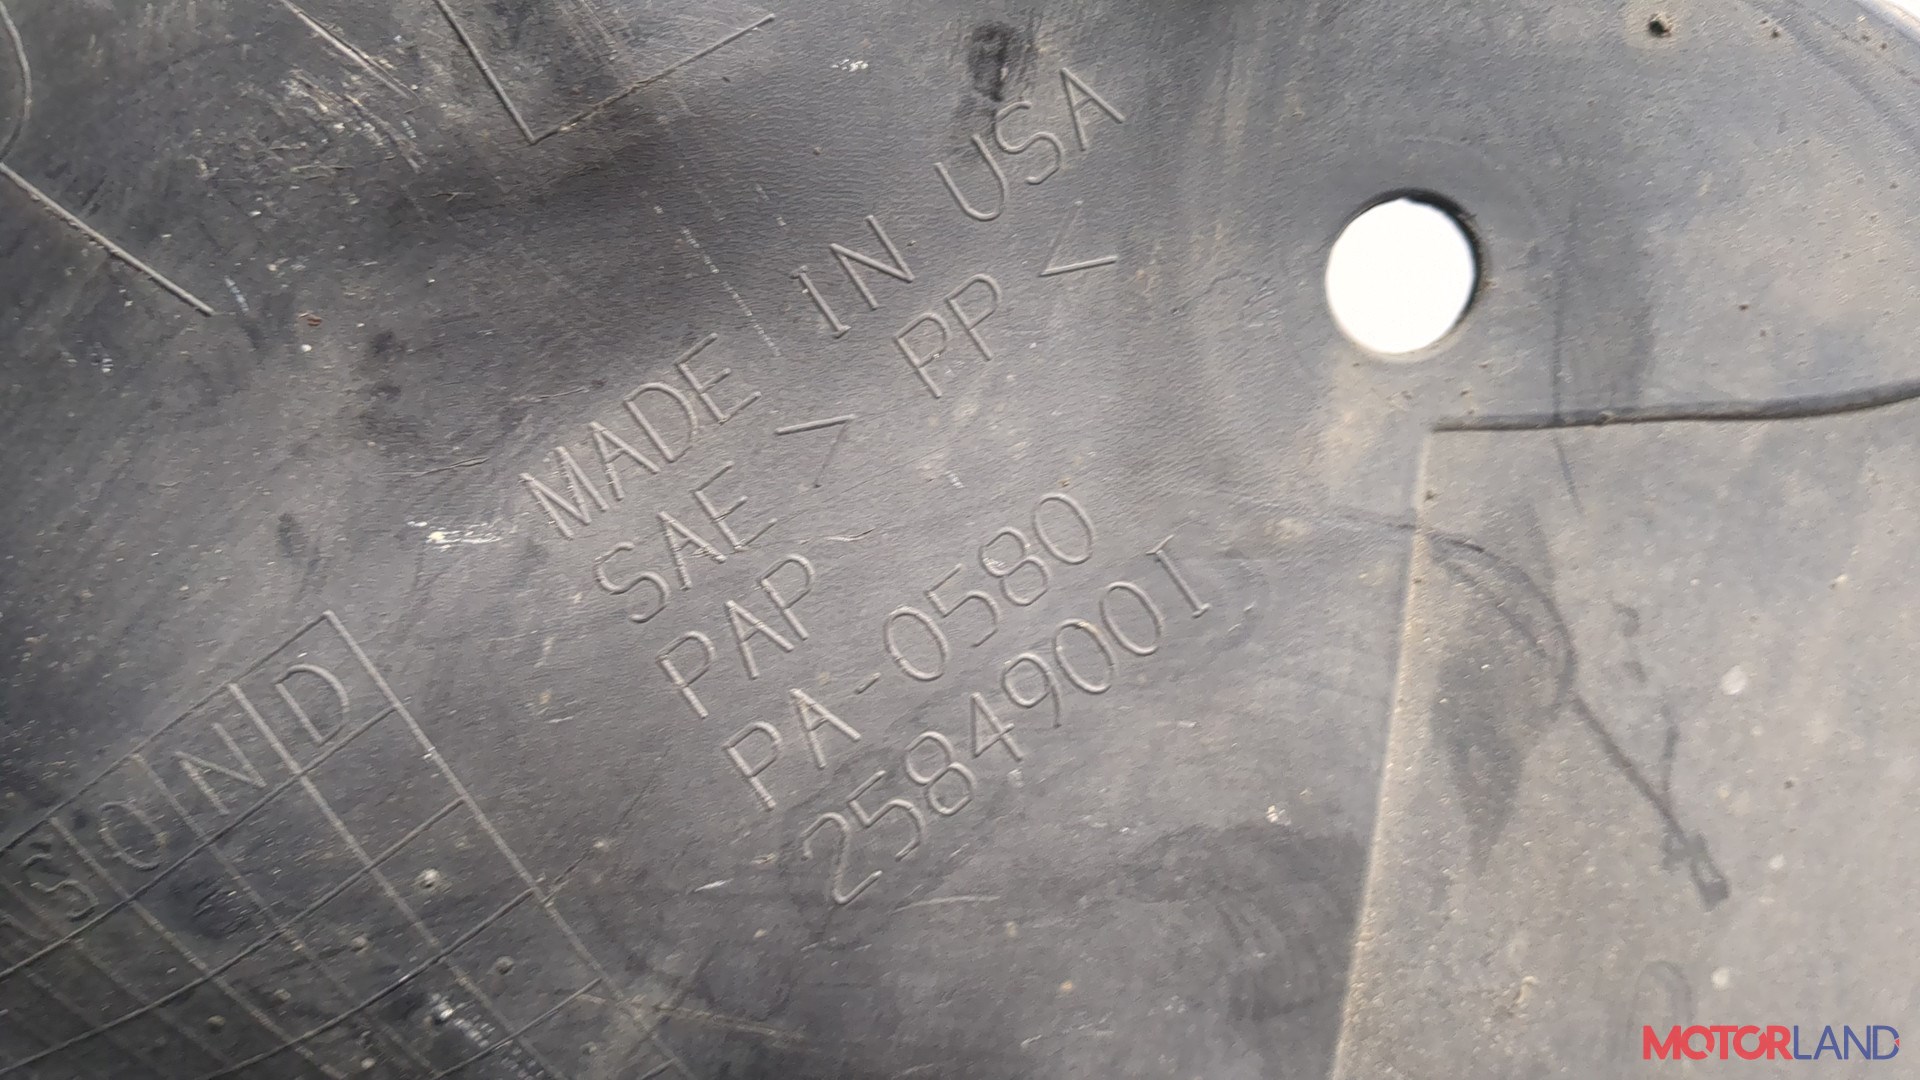 MADE IN USA
SAE > PP <
PAP
PA-0580
25849001
S O N D
MOTORLAND